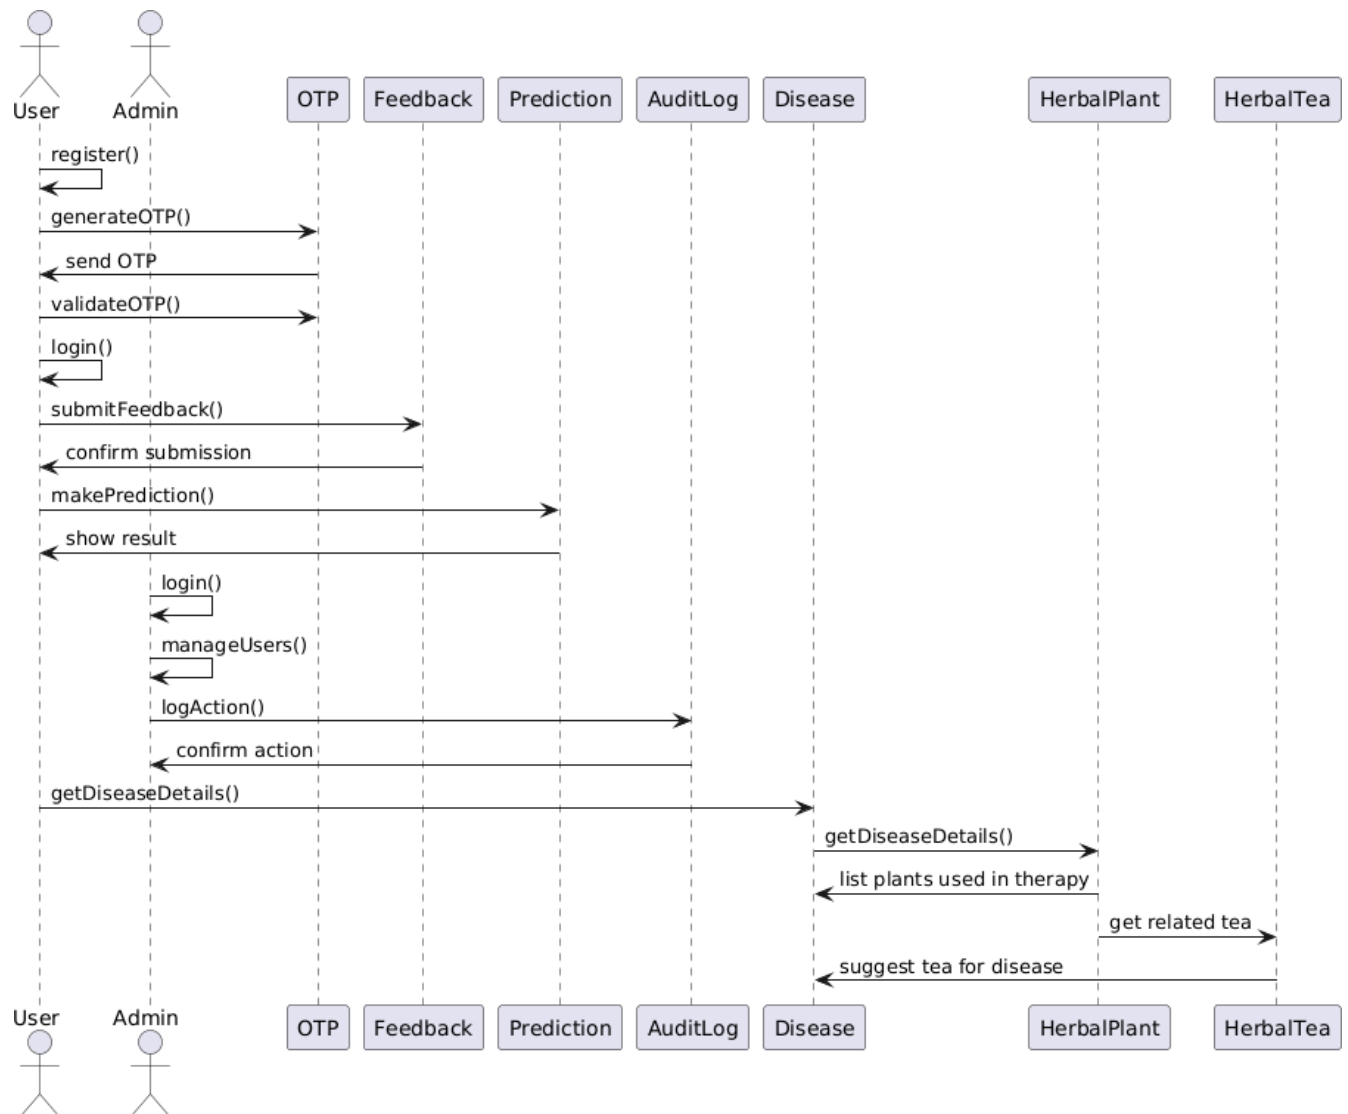 User Admin OTP Feedback Prediction AuditLog Disease HerbalPlant HerbalTea
register()
generateOTP()
send OTP
validateOTP()
login()
submitFeedback()
confirm submission
makePrediction()
show result
login()
manageUsers()
logAction()
confirm action
getDiseaseDetails()
getDiseaseDetails()
list plants used in therapy
get related tea
suggest tea for disease
User Admin OTP Feedback Prediction AuditLog Disease HerbalPlant HerbalTea